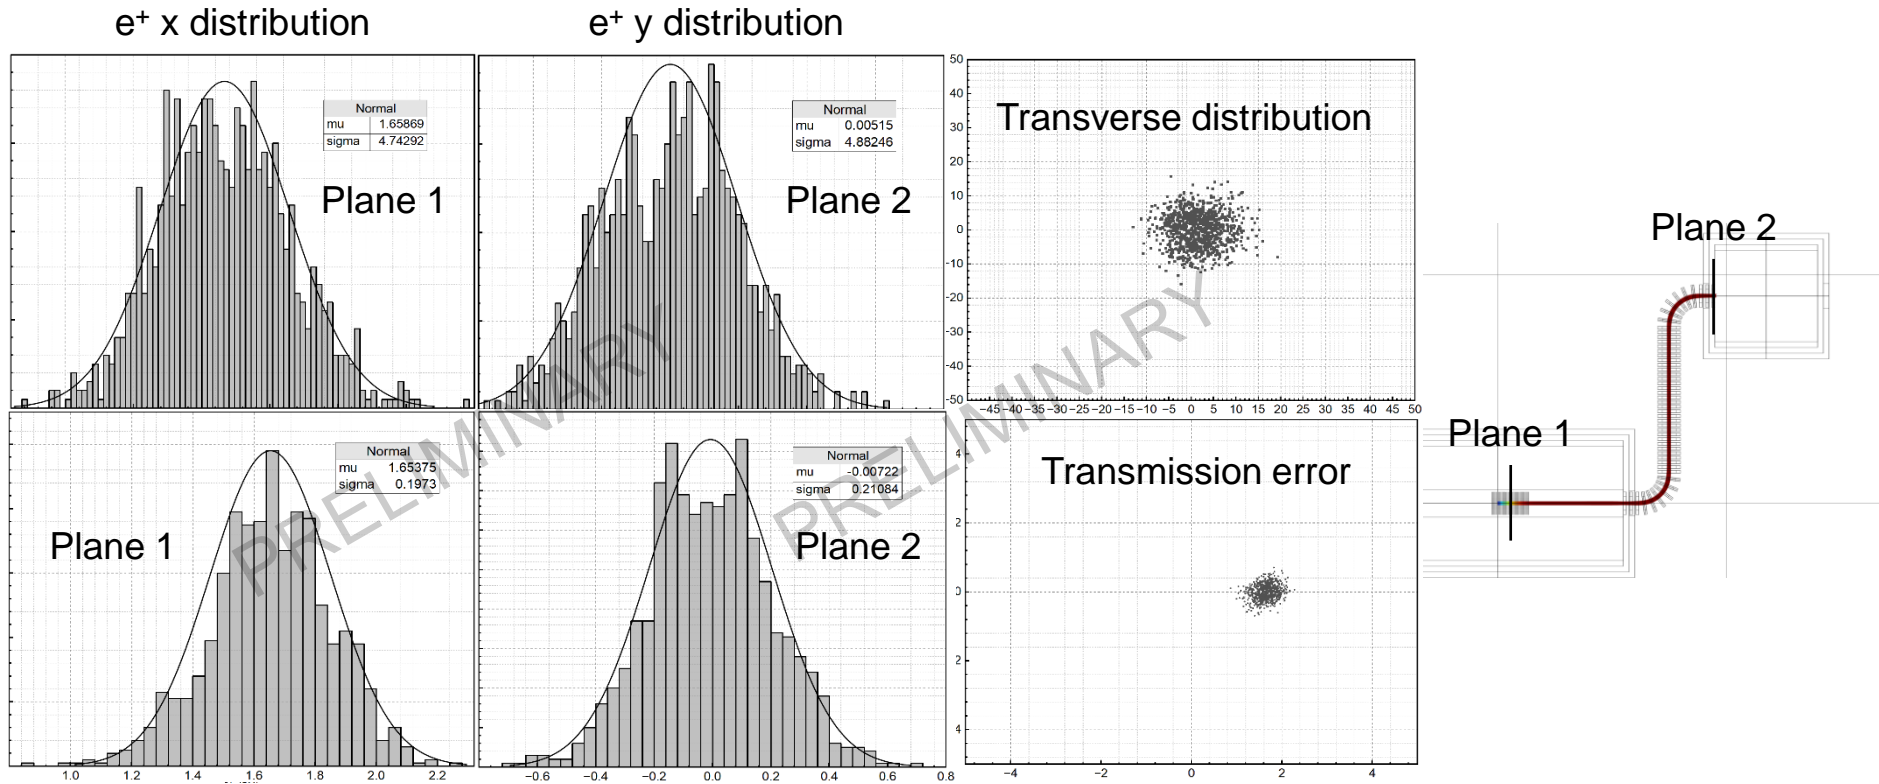 e⁺ x distribution
e⁺ y distribution
Normal
mu 1.65869
sigma 4.74292
Plane 1
Normal
mu 0.00515
sigma 4.88246
Plane 2
50
40
30
20
10
0
-10
-20
-30
-40
-50
Transverse distribution
−45−40−35−30−25−20−15−10 −5 0 5 10 15 20 25 30 35 40 45 50
Plane 2
Plane 1
Normal
mu 1.65375
sigma 0.1973
Plane 1
1.0 1.2 1.4 1.6 1.8 2.0 2.2
Normal
mu -0.00722
sigma 0.21084
Plane 2
−0.6 −0.4 −0.2 0.0 0.2 0.4 0.6 0.8
Transmission error
4
2
0
2
4
−4 −2 0 2 4
PRELIMINARY
PRELIMINARY